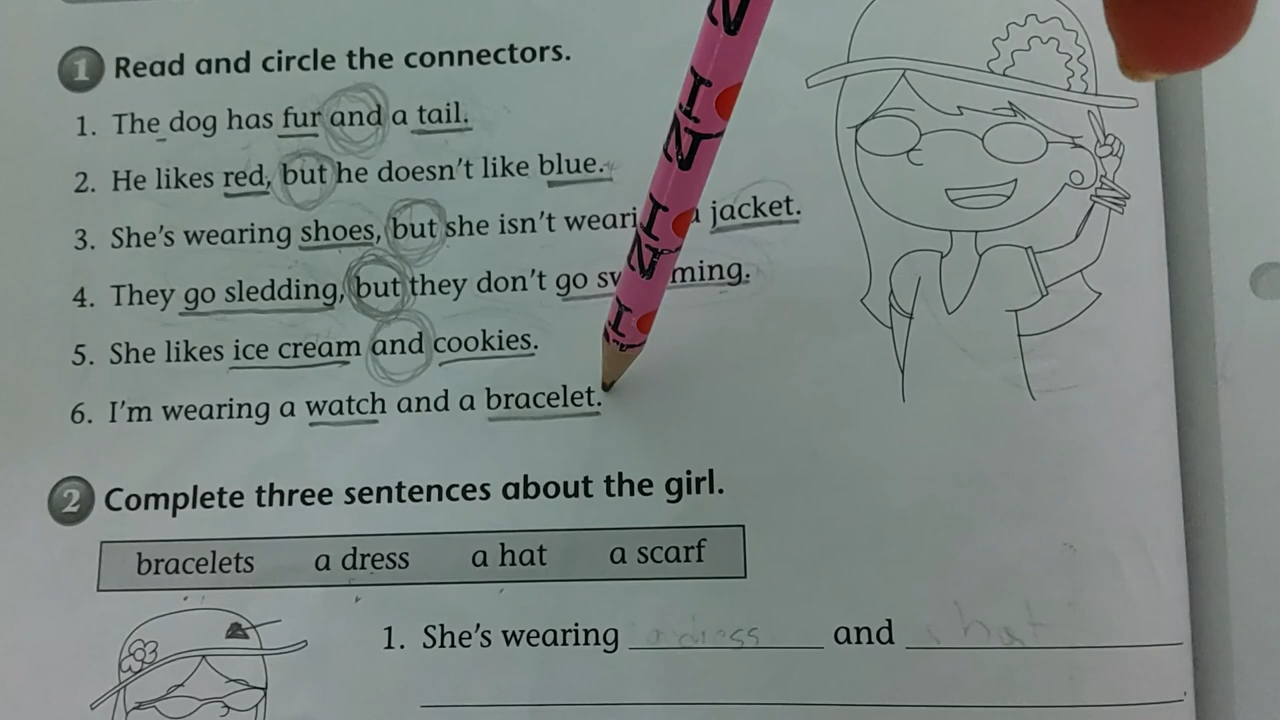 1 Read and circle the connectors.
1. The dog has fur and a tail.
2. He likes red, but he doesn't like blue.
3. She's wearing shoes, but she isn't weari jacket.
4. They go sledding, but they don't go sw ming.
5. She likes ice cream and cookies.
6. I'm wearing a watch and a bracelet.
2 Complete three sentences about the girl.
bracelets a dress a hat a scarf
1. She's wearing a dress and a hat